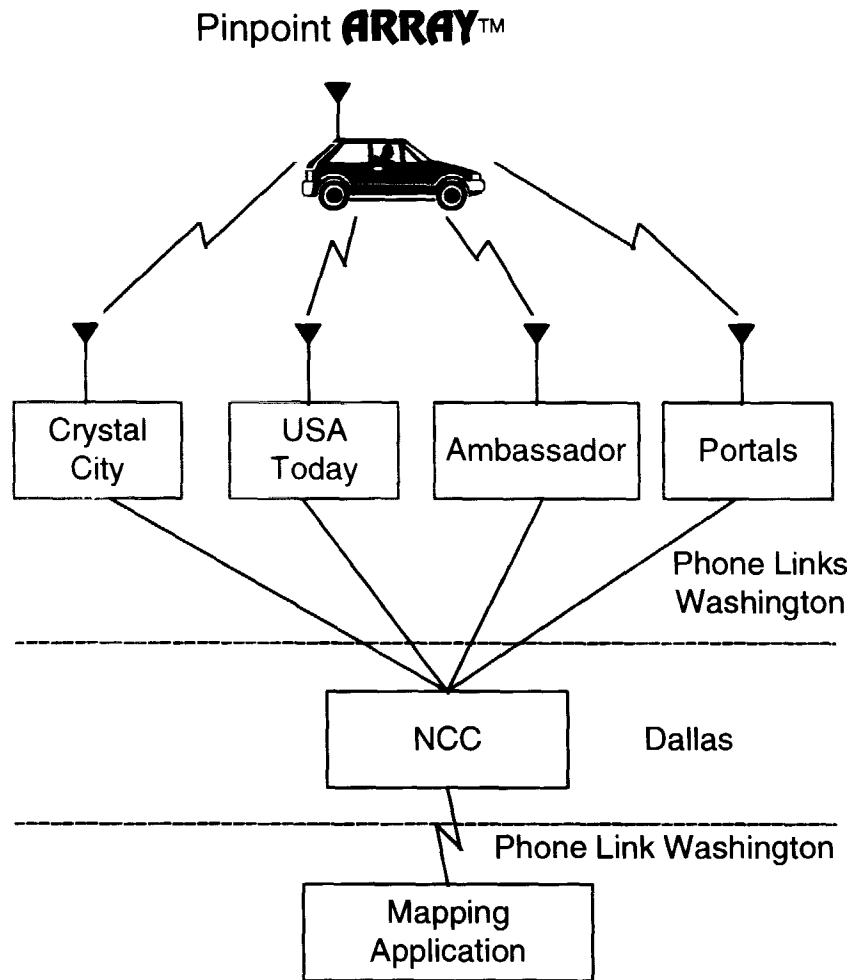 Pinpoint ARRAY™
Crystal
City
USA
Today
Ambassador
Portals
Phone Links
Washington
NCC
Dallas
Phone Link Washington
Mapping
Application